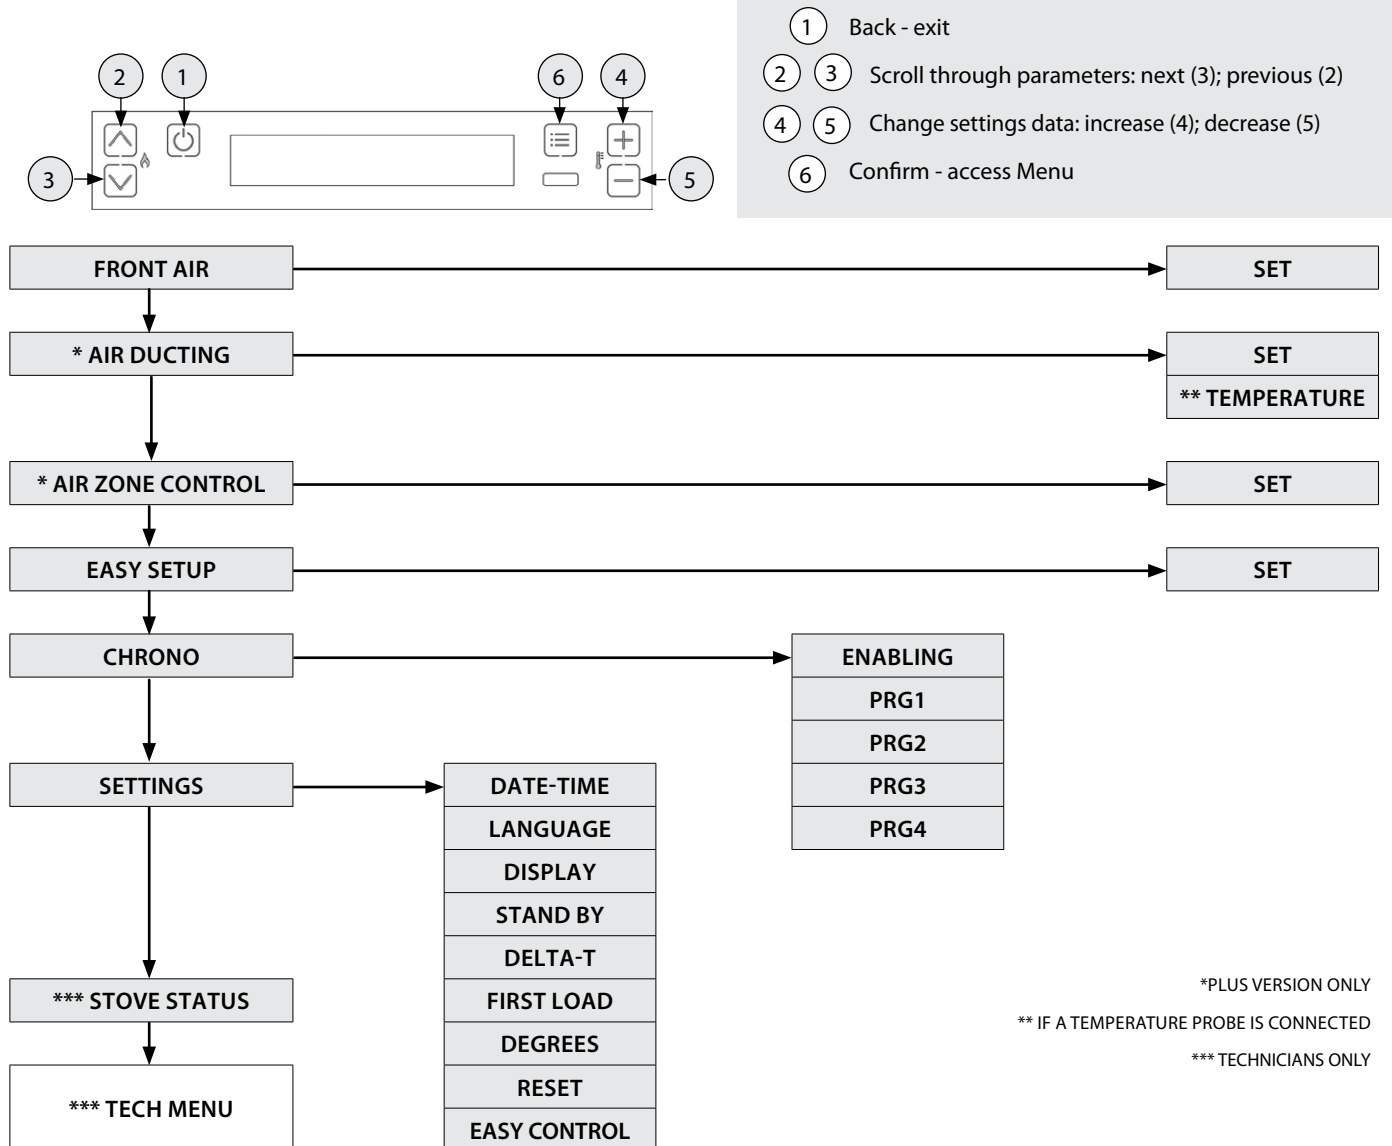 2
1
6
4
3
5
1 Back - exit
2 3 Scroll through parameters: next (3); previous (2)
4 5 Change settings data: increase (4); decrease (5)
6 Confirm - access Menu
FRONT AIR
SET
* AIR DUCTING
SET
** TEMPERATURE
* AIR ZONE CONTROL
SET
EASY SETUP
SET
CHRONO
ENABLING
PRG1
PRG2
PRG3
PRG4
SETTINGS
DATE-TIME
LANGUAGE
DISPLAY
STAND BY
DELTA-T
FIRST LOAD
DEGREES
RESET
EASY CONTROL
*** STOVE STATUS
*** TECH MENU
*PLUS VERSION ONLY
** IF A TEMPERATURE PROBE IS CONNECTED
*** TECHNICIANS ONLY